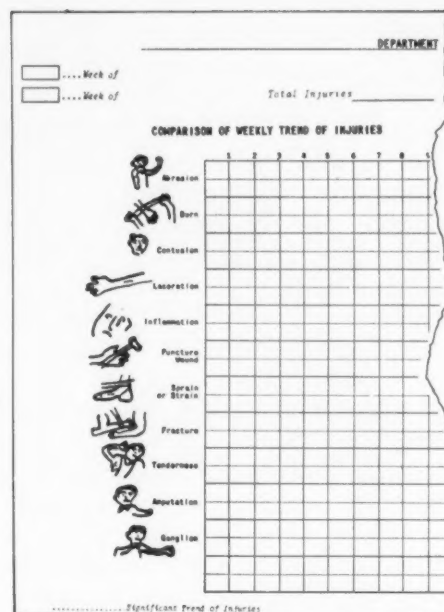 DEPARTMENT
....Week of
....Week of
Total Injuries
COMPARISON OF WEEKLY TREND OF INJURIES
1 2 3 4 5 6 7 8 9
Abrasion
Burn
Contusion
Laceration
Inflammation
Puncture
Wound
Sprain
or Strain
Fracture
Tenderness
Amputation
Ganglion
Significant Trend of Injuries